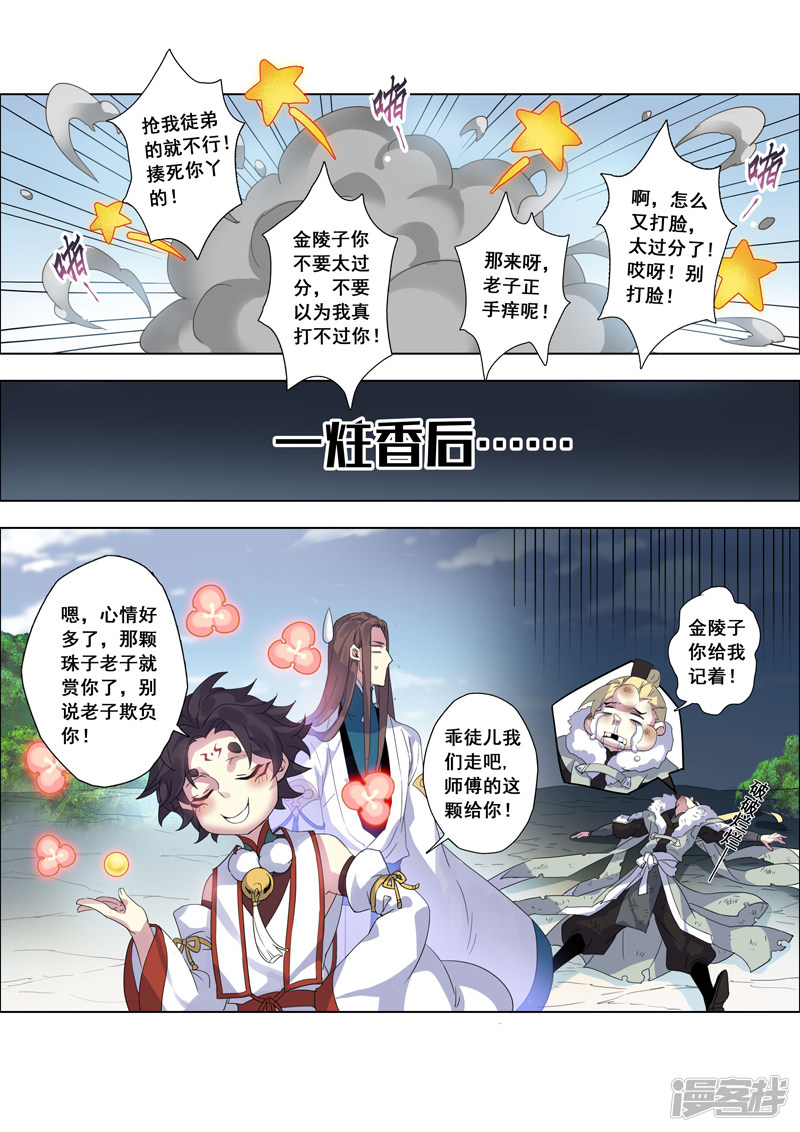 抢我徒弟
的就不行！
揍死你丫
的！
啪
啪
金陵子你
不要太过
分，不要
以为我真
打不过你！
那来呀，
老子正
手痒呢！
啪
啪
啊，怎么
又打脸，
太过分了！
哎呀！别
打脸！
一炷香后……
嗯，心情好
多了，那颗
珠子老子就
赏你了，别
说老子欺负
你！
乖徒儿我
们走吧，
师傅的这
颗给你！
金陵子
你给我
记着！
破破烂烂
漫客栈